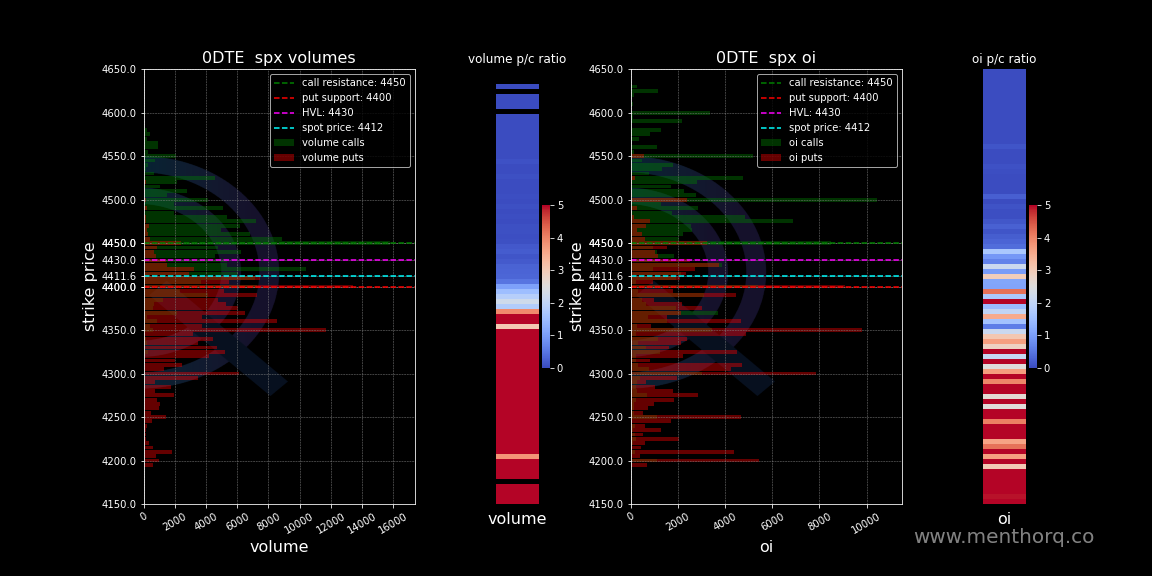 0DTE  spx volumes
volume p/c ratio
0DTE  spx oi
oi p/c ratio
4650.0
4600.0
4550.0
4500.0
4450.0
4430.0
4411.6
4400.0
4350.0
4300.0
4250.0
4200.0
4150.0
strike price
call resistance: 4450
put support: 4400
HVL: 4430
spot price: 4412
volume calls
volume puts
0
2000
4000
6000
8000
10000
12000
14000
16000
volume
5
4
3
2
1
0
volume
4650.0
4600.0
4550.0
4500.0
4450.0
4430.0
4411.6
4400.0
4350.0
4300.0
4250.0
4200.0
4150.0
strike price
call resistance: 4450
put support: 4400
HVL: 4430
spot price: 4412
oi calls
oi puts
0
2000
4000
6000
8000
10000
oi
5
4
3
2
1
0
oi
www.menthorq.co